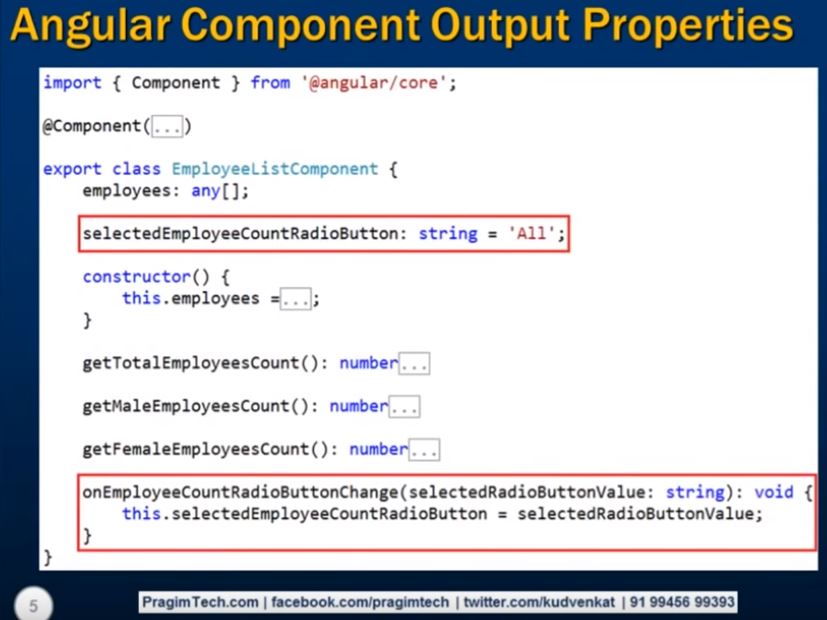 Angular Component Output Properties
import { Component } from '@angular/core';
@Component(...)
export class EmployeeListComponent {
employees: any[];
selectedEmployeeCountRadioButton: string = 'All';
constructor() {
this.employees =...;
}
getTotalEmployeesCount(): number...
getMaleEmployeesCount(): number...
getFemaleEmployeesCount(): number...
onEmployeeCountRadioButtonChange(selectedRadioButtonValue: string): void {
this.selectedEmployeeCountRadioButton = selectedRadioButtonValue;
}
}
5
PragimTech.com | facebook.com/pragimtech | twitter.com/kudvenkat | 91 99456 99393